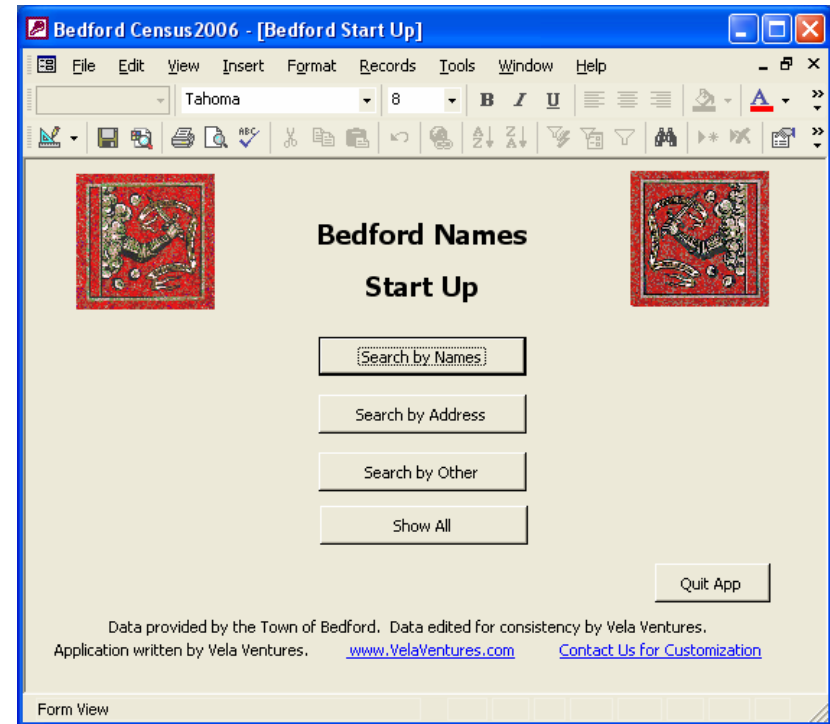 Bedford Census2006 - [Bedford Start Up]
File Edit View Insert Format Records Tools Window Help
Tahoma 8 B I U A
ABC A Z Z A
Bedford Names
Start Up
Search by Names
Search by Address
Search by Other
Show All
Quit App
Data provided by the Town of Bedford. Data edited for consistency by Vela Ventures.
Application written by Vela Ventures. www.VelaVentures.com Contact Us for Customization
Form View